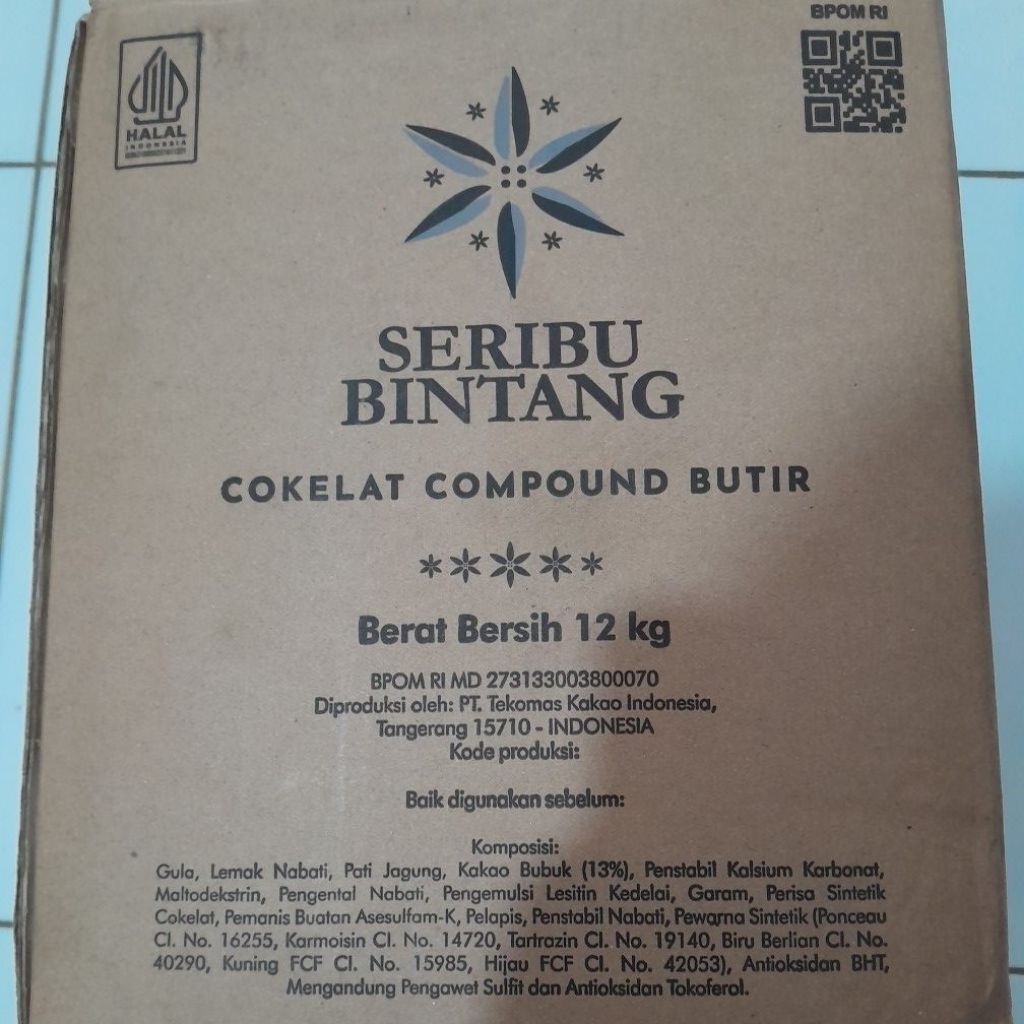 BPOM RI
HALAL
INDONESIA
SERIBU
BINTANG
COKELAT COMPOUND BUTIR
Berat Bersih 12 kg
BPOM RI MD 273133003800070
Diproduksi oleh: PT. Tekomas Kakao Indonesia,
Tangerang 15710 - INDONESIA
Kode produksi:
Baik digunakan sebelum:
Komposisi:
Gula, Lemak Nabati, Pati Jagung, Kakao Bubuk (13%), Penstabil Kalsium Karbonat,
Maltodekstrin, Pengental Nabati, Pengemulsi Lesitin Kedelai, Garam, Perisa Sintetik
Cokelat, Pemanis Buatan Asesulfam-K, Pelapis, Penstabil Nabati, Pewarna Sintetik (Ponceau
CI. No. 16255, Karmoisin CI. No. 14720, Tartrazin CI. No. 19140, Biru Berlian CI. No.
40290, Kuning FCF CI. No. 15985, Hijau FCF CI. No. 42053), Antioksidan BHT,
Mengandung Pengawet Sulfit dan Antioksidan Tokoferol.